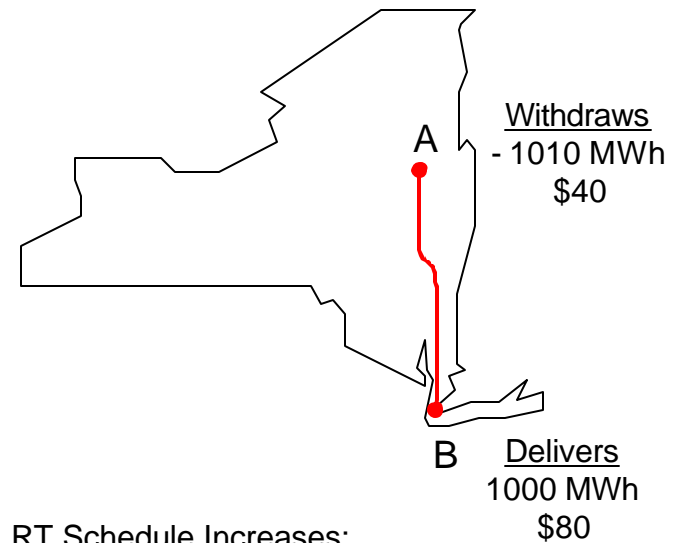 Withdraws
A
- 1010 MWh
$40
B
Delivers
1000 MWh
$80
RT Schedule Increases: